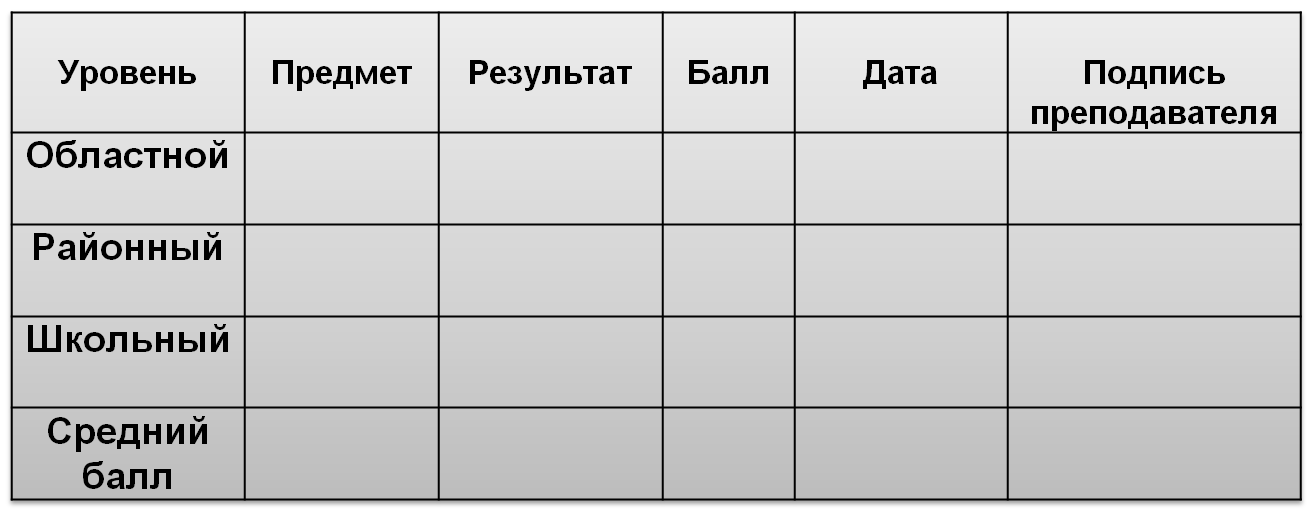 Уровень Предмет Результат Балл Дата Подпись
преподавателя
Областной
Районный
Школьный
Средний
балл